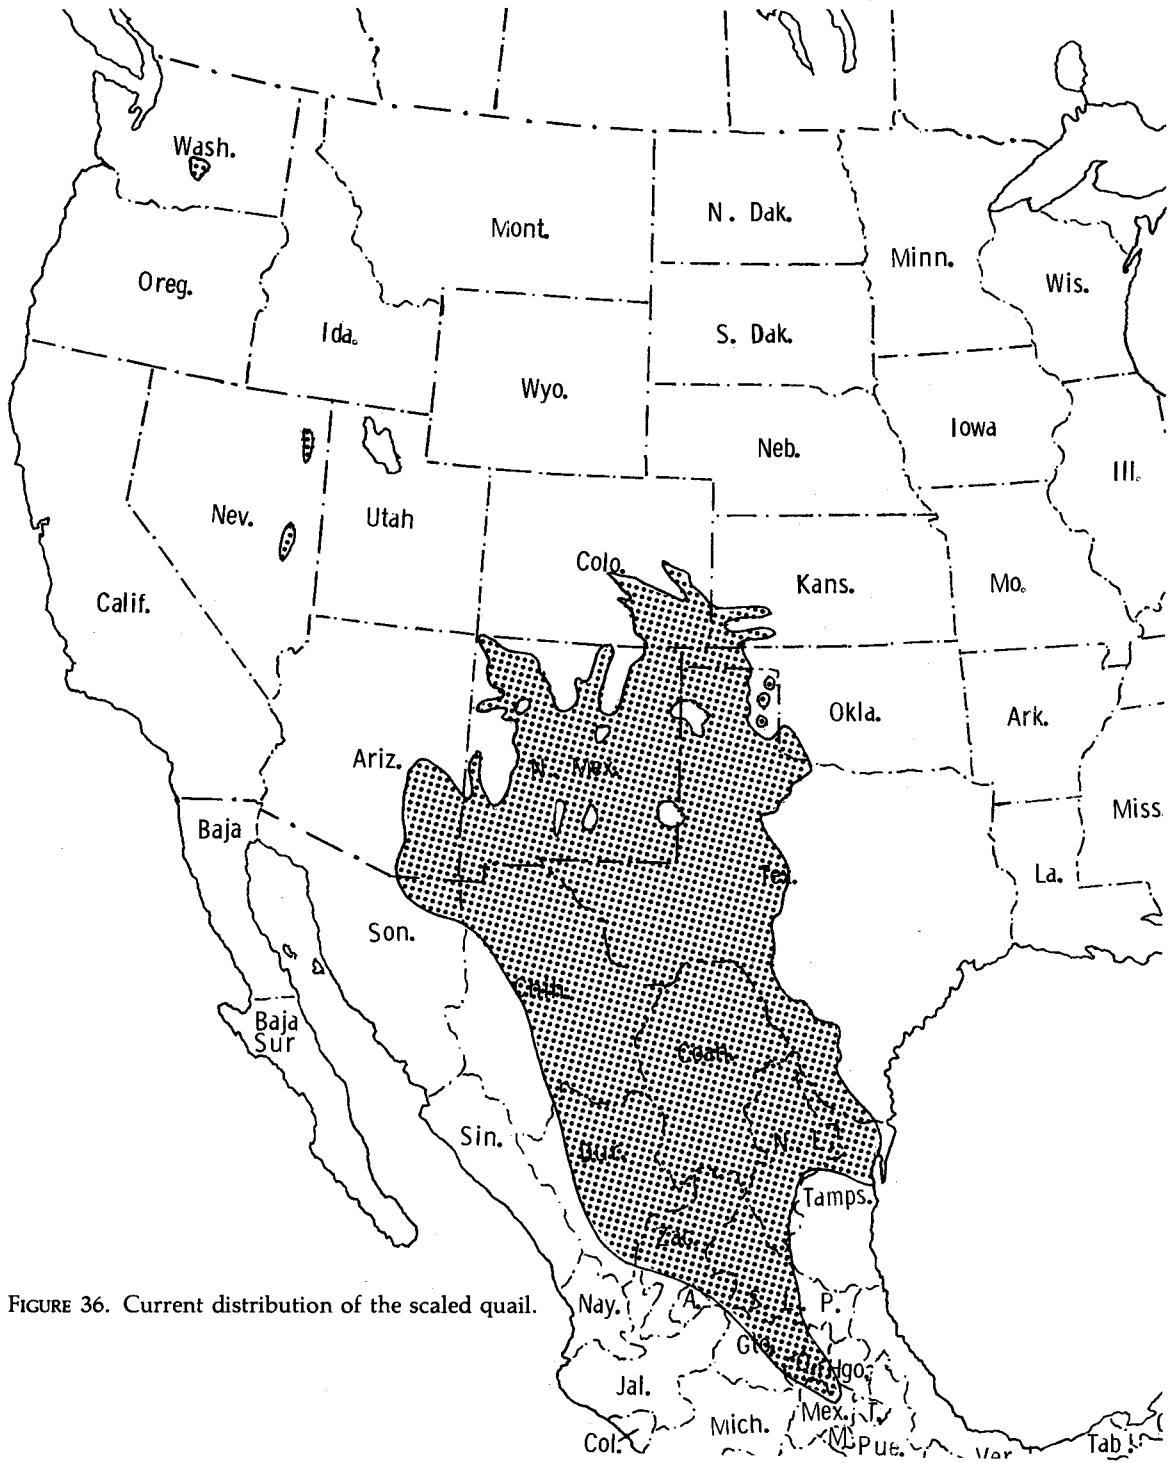 Wash.
Mont.
N. Dak.
Minn.
Oreg.
Wis.
Ida.
S. Dak.
Wyo.
Iowa
Neb.
Ill.
Nev.
Utah
Colo.
Kans.
Mo.
Calif.
Okla.
Ark.
Ariz.
N. Mex.
Miss.
Baja
Tex.
La.
Son.
Chih.
Baja
Sur
Coah.
Sin.
Dur.
N. L.
Tamps.
Zac.
FIGURE 36. Current distribution of the scaled quail.
Nay.
A.
S. L. P.
Gto.
Q.
Hgo.
Jal.
Mex.
T.
Mich.
Col.
M.
Pue.
Ver.
Tab.